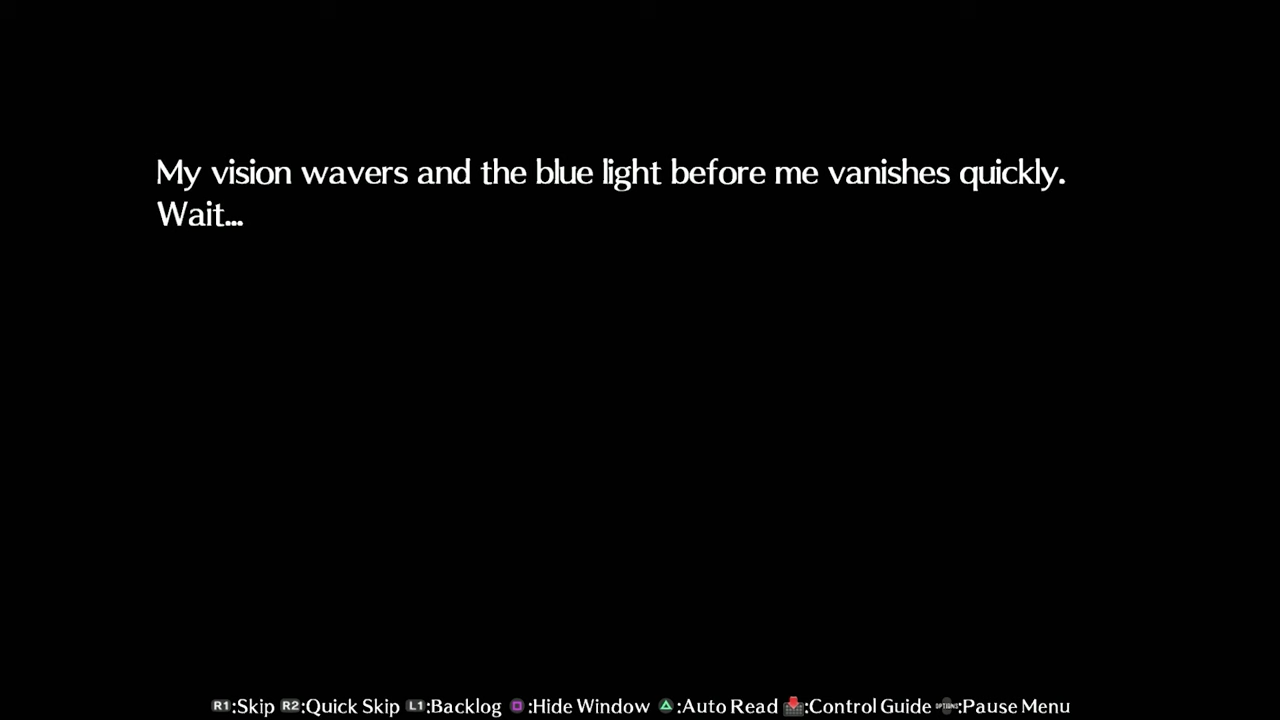 My vision wavers and the blue light before me vanishes quickly.
Wait...
R1:Skip R2:Quick Skip L1:Backlog :Hide Window :Auto Read :Control Guide OPTIONS:Pause Menu